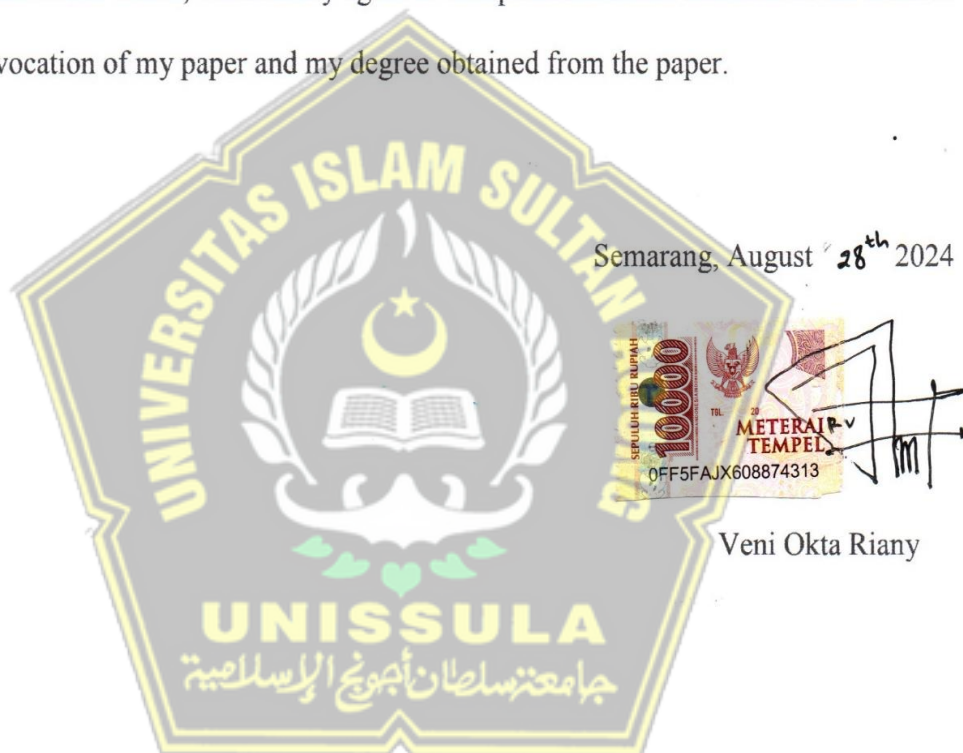 vocation of my paper and my degree obtained from the paper.
UNIVERSITAS ISLAM SULTAN AGUNG
Semarang, August 28th 2024
SEPULUH RIBU RUPIAH
10000
TGL.
20
METERAI
TEMPEL
0FF5FAJX608874313
Veni Okta Riany
UNISSULA
جامعة سلطان أجونج الإسلامية